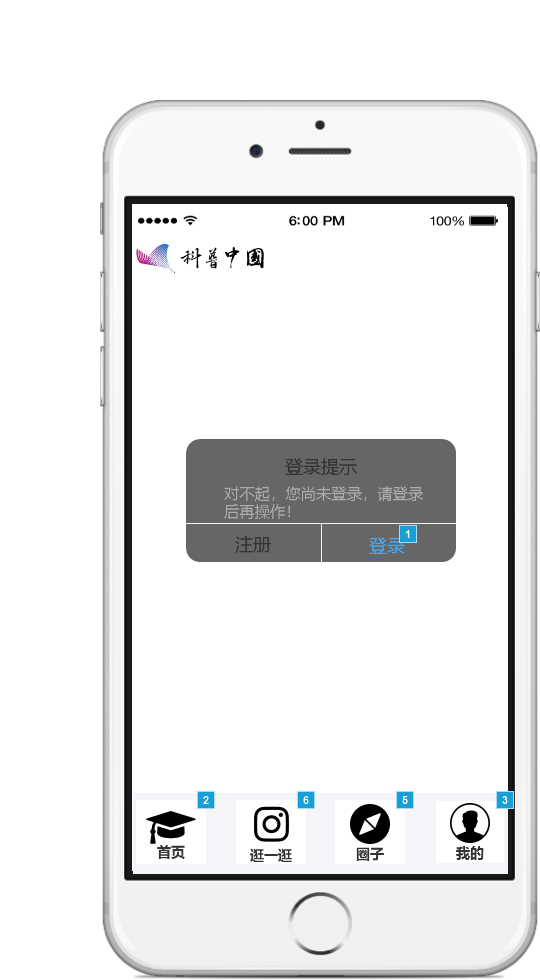 6:00 PM
100%
科普中國
登录提示
对不起，您尚未登录，请登录
后再操作！
注册
登录
1
2
6
5
3
首页
逛一逛
圈子
我的